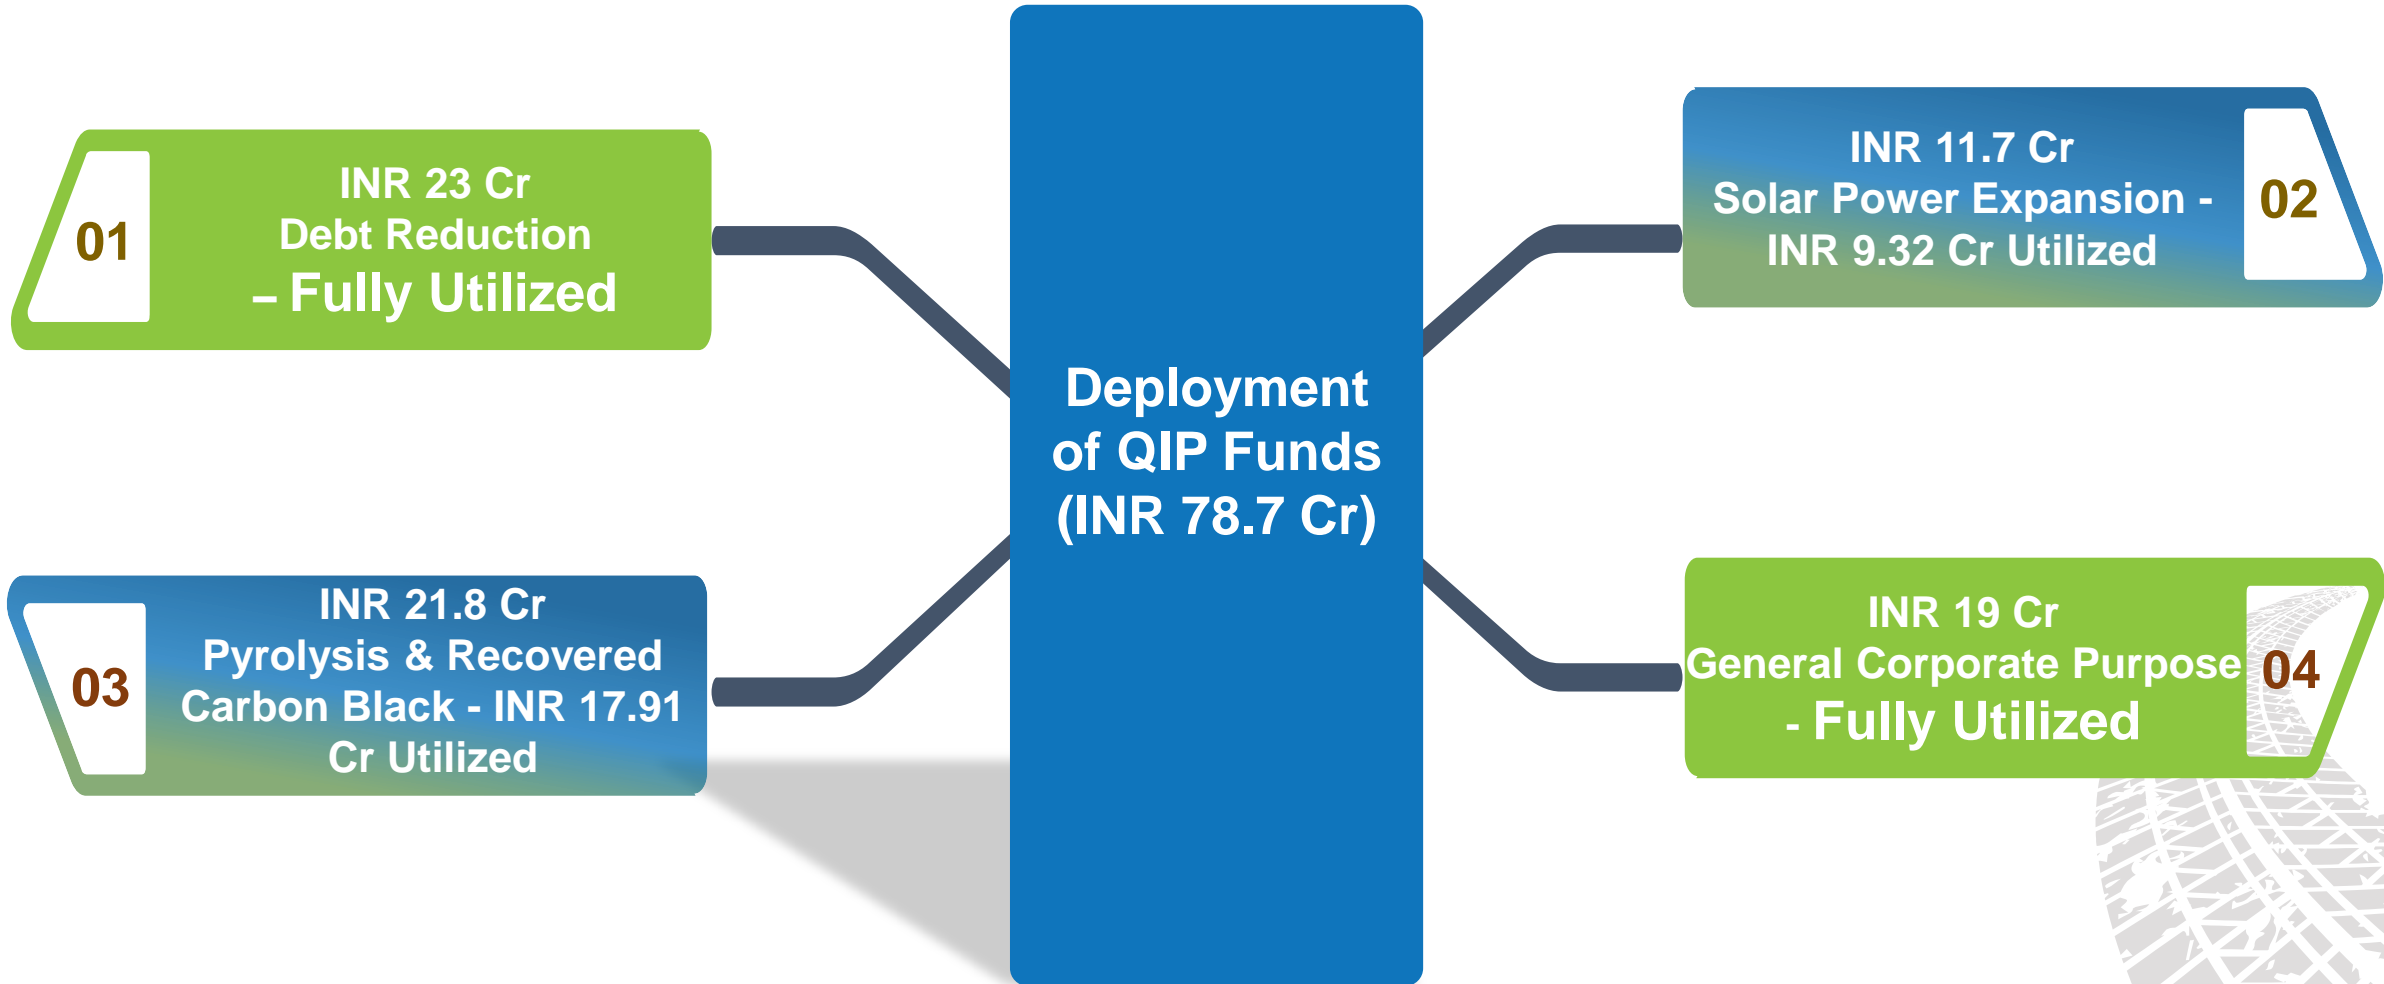 01
INR 23 Cr
Debt Reduction
– Fully Utilized
INR 11.7 Cr
Solar Power Expansion -
INR 9.32 Cr Utilized
02
Deployment
of QIP Funds
(INR 78.7 Cr)
03
INR 21.8 Cr
Pyrolysis & Recovered
Carbon Black - INR 17.91
Cr Utilized
INR 19 Cr
General Corporate Purpose
- Fully Utilized
04